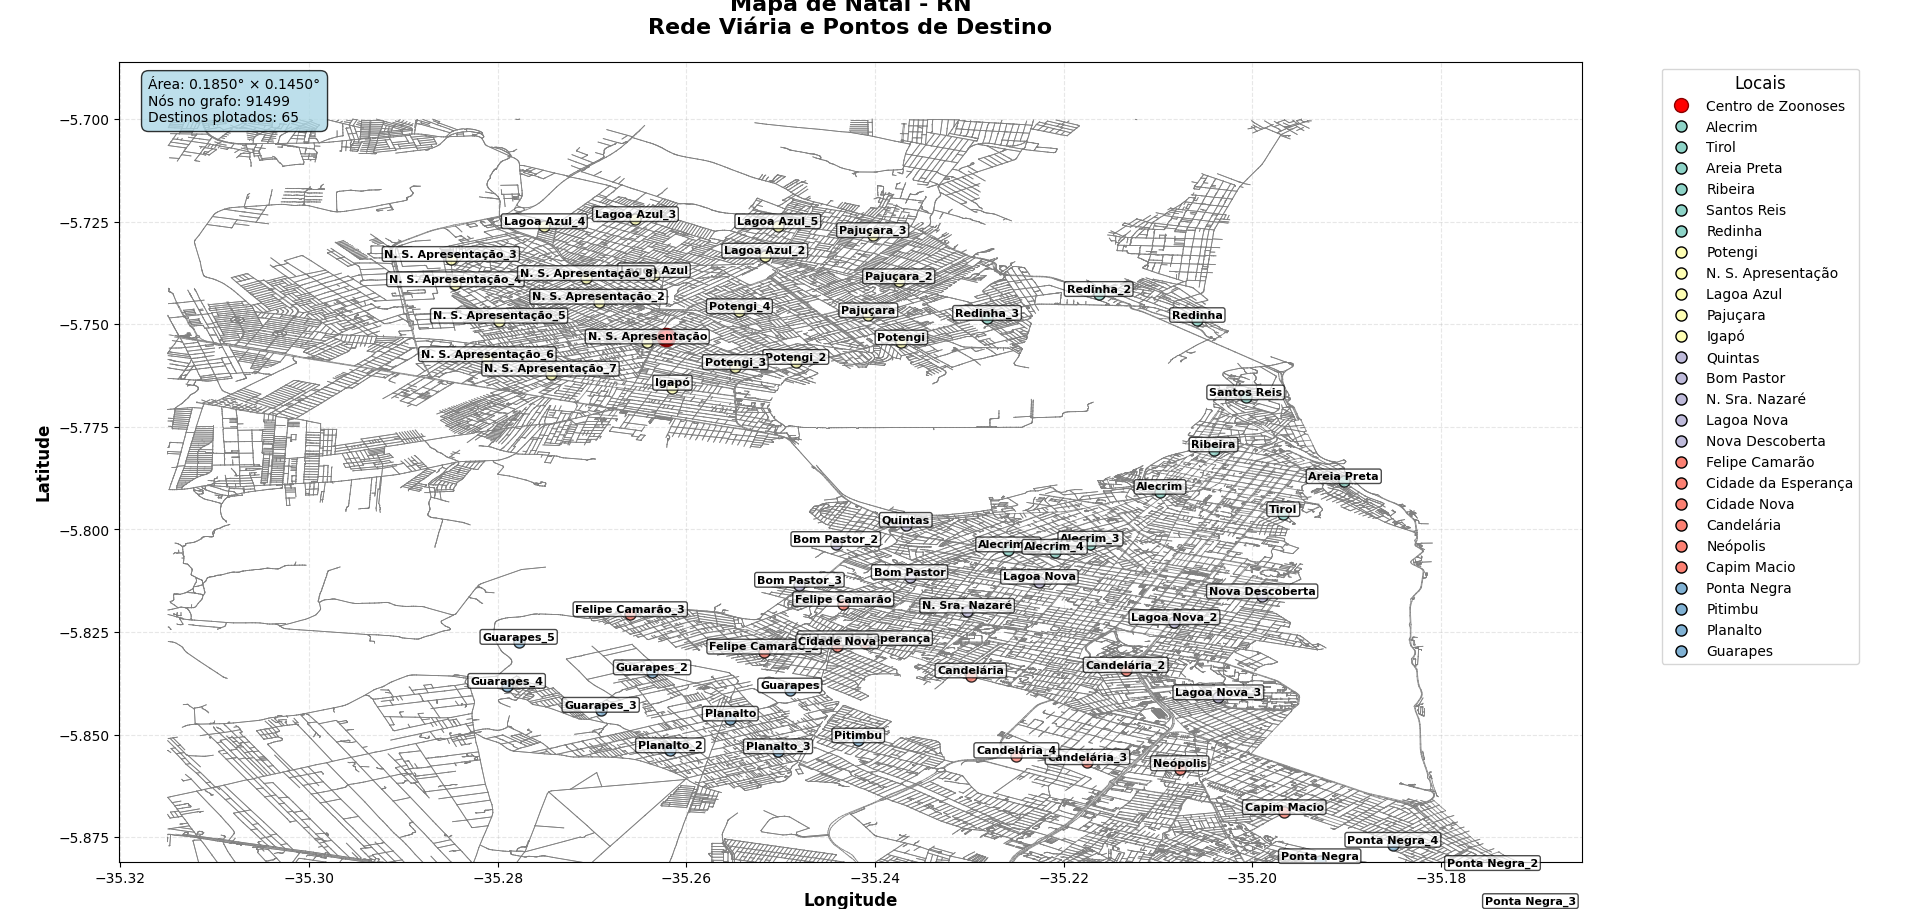 Mapa de Natal - RN
Rede Viária e Pontos de Destino
Área: 0.1850° × 0.1450°
Nós no grafo: 91499
Destinos plotados: 65
Latitude
−5.700
−5.725
−5.750
−5.775
−5.800
−5.825
−5.850
−5.875
Lagoa Azul_4
Lagoa Azul_3
Lagoa Azul_5
Pajuçara_3
N. S. Apresentação_3
Lagoa Azul_2
N. S. Apresentação_4
N. S. Apresentação_8
Azul
Pajuçara_2
Redinha_2
N. S. Apresentação_2
Potengi_4
Pajuçara
Redinha_3
Redinha
N. S. Apresentação_5
N. S. Apresentação
Potengi
N. S. Apresentação_6
Potengi_3
Potengi_2
N. S. Apresentação_7
Igapó
Santos Reis
Ribeira
Areia Preta
Alecrim
Tirol
Quintas
Bom Pastor_2
Alecrim
Alecrim_4
Alecrim_3
Bom Pastor_3
Bom Pastor
Lagoa Nova
Nova Descoberta
Felipe Camarão
Felipe Camarão_3
N. Sra. Nazaré
Lagoa Nova_2
Guarapes_5
Felipe Camarão_2
Cidade Nova
perança
Guarapes_2
Candelária
Candelária_2
Guarapes_4
Guarapes
Lagoa Nova_3
Guarapes_3
Planalto
Planalto_2
Planalto_3
Pitimbu
Candelária_4
Candelária_3
Neópolis
Capim Macio
Ponta Negra_4
Ponta Negra
Ponta Negra_2
Ponta Negra_3
−35.32
−35.30
−35.28
−35.26
−35.24
−35.22
−35.20
−35.18
Longitude
Locais
Centro de Zoonoses
Alecrim
Tirol
Areia Preta
Ribeira
Santos Reis
Redinha
Potengi
N. S. Apresentação
Lagoa Azul
Pajuçara
Igapó
Quintas
Bom Pastor
N. Sra. Nazaré
Lagoa Nova
Nova Descoberta
Felipe Camarão
Cidade da Esperança
Cidade Nova
Candelária
Neópolis
Capim Macio
Ponta Negra
Pitimbu
Planalto
Guarapes